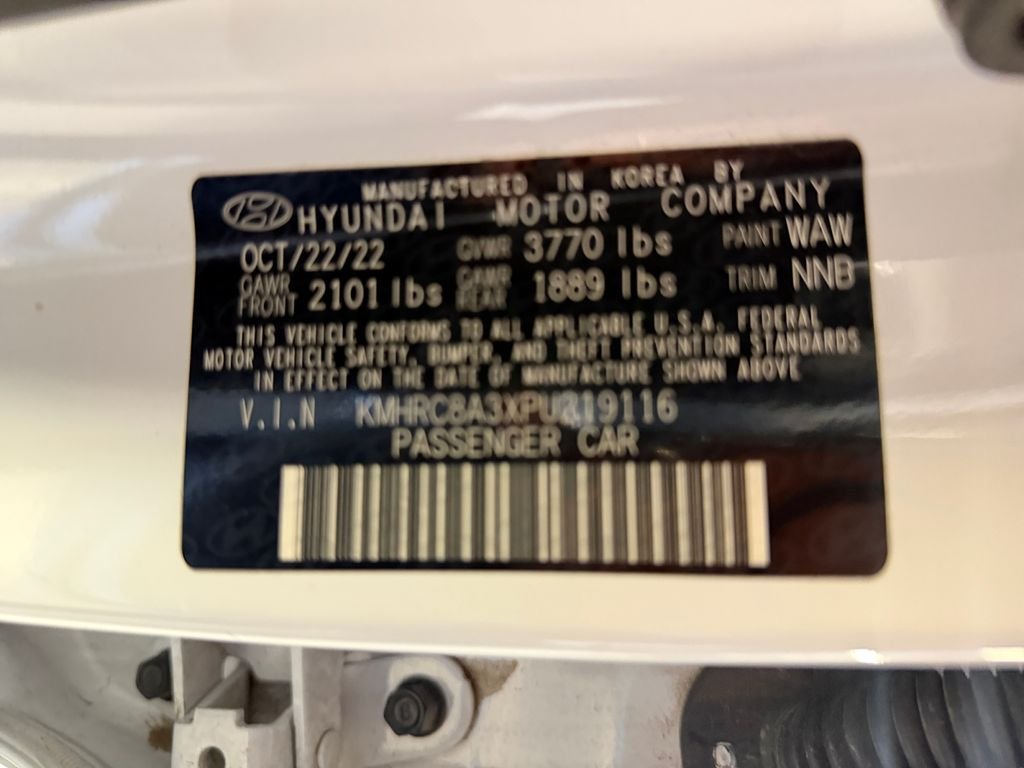 MANUFACTURED IN KOREA BY
HYUNDAI MOTOR COMPANY
OCT/22/22 GVWR 3770 lbs PAINT WAW
GAWR FRONT 2101 lbs GAWR REAR 1889 lbs TRIM NNB
THIS VEHICLE CONFORMS TO ALL APPLICABLE U.S.A. FEDERAL
MOTOR VEHICLE SAFETY, BUMPER, AND THEFT PREVENTION STANDARDS
IN EFFECT ON THE DATE OF MANUFACTURE SHOWN ABOVE
V.I.N
PASSENGER CAR